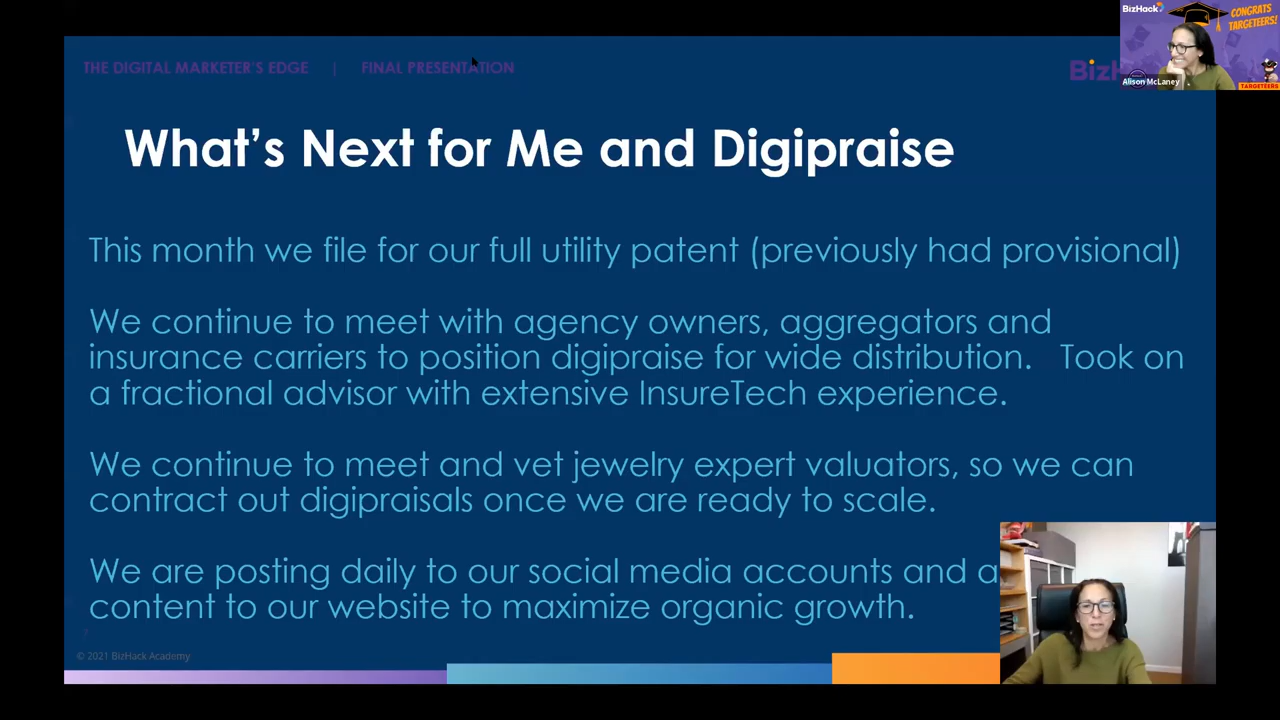 THE DIGITAL MARKETER'S EDGE | FINAL PRESENTATION
BizHack
CONGRATS
TARGETEERS!
Alison McLaney
TARGETEERS
What's Next for Me and Digipraise
This month we file for our full utility patent (previously had provisional)
We continue to meet with agency owners, aggregators and
insurance carriers to position digipraise for wide distribution. Took on
a fractional advisor with extensive InsureTech experience.
We continue to meet and vet jewelry expert valuators, so we can
contract out digipraisals once we are ready to scale.
We are posting daily to our social media accounts and a
content to our website to maximize organic growth.
7
© 2021 BizHack Academy